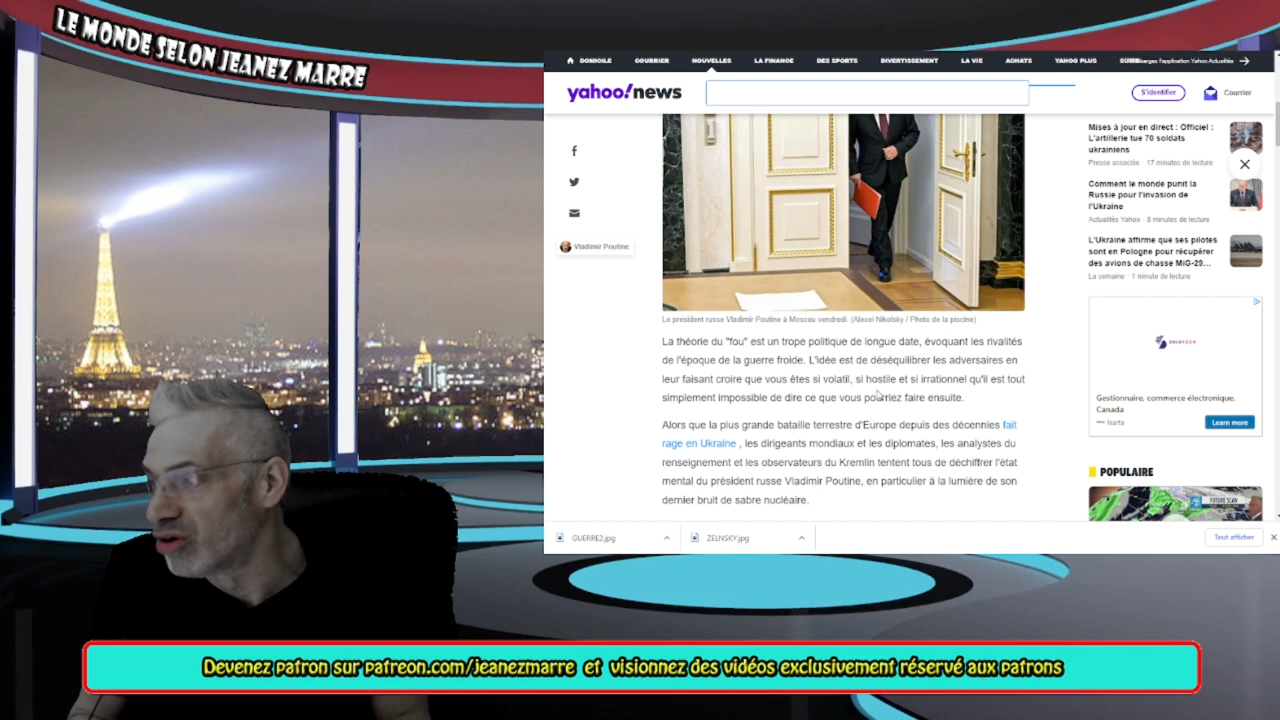 LE MONDE SELON JEANEZ MARRE
DOMICILE COURRIER NOUVELLES LA FINANCE DES SPORTS DIVERTISSEMENT LA VIE ACHATS YAHOO PLUS
l'application Yahoo Actualités
yahoo!news
S'identifier
Courrier
Vladimir Poutine
Le président russe Vladimir Poutine à Moscou vendredi. (Alexei Nikolsky / Photo de la piscine)
La théorie du "fou" est un trope politique de longue date, évoquant les rivalités
de l'époque de la guerre froide. L'idée est de déséquilibrer les adversaires en
leur faisant croire que vous êtes si volatil, si hostile et si irrationnel qu'il est tout
simplement impossible de dire ce que vous pourriez faire ensuite.
Alors que la plus grande bataille terrestre d'Europe depuis des décennies fait
rage en Ukraine , les dirigeants mondiaux et les diplomates, les analystes du
renseignement et les observateurs du Kremlin tentent tous de déchiffrer l'état
mental du président russe Vladimir Poutine, en particulier à la lumière de son
dernier bruit de sabre nucléaire.
Mises à jour en direct : Officiel :
L'artillerie tue 70 soldats
ukrainiens
Presse associée · 17 minutes de lecture
Comment le monde punit la
Russie pour l'invasion de
l'Ukraine
Actualités Yahoo · 8 minutes de lecture
L'Ukraine affirme que ses pilotes
sont en Pologne pour récupérer
des avions de chasse MiG-29...
La semaine · 1 minute de lecture
Gestionnaire, commerce électronique,
Canada
Isarta
Learn more
POPULAIRE
FUTURE SCAN
GUERRE2.jpg
ZELNSKY.jpg
Tout afficher
Devenez patron sur patreon.com/jeanezmarre et visionnez des vidéos exclusivement réservé aux patrons